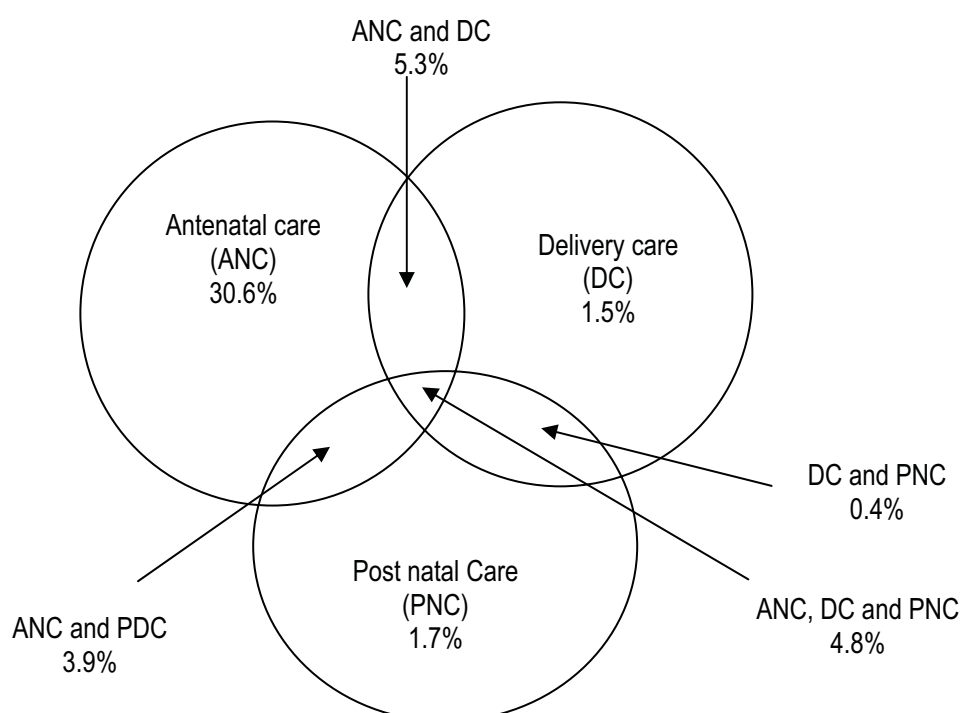 ANC and DC
5.3%
Antenatal care
(ANC)
30.6%
Delivery care
(DC)
1.5%
DC and PNC
0.4%
Post natal Care
(PNC)
1.7%
ANC, DC and PNC
4.8%
ANC and PDC
3.9%